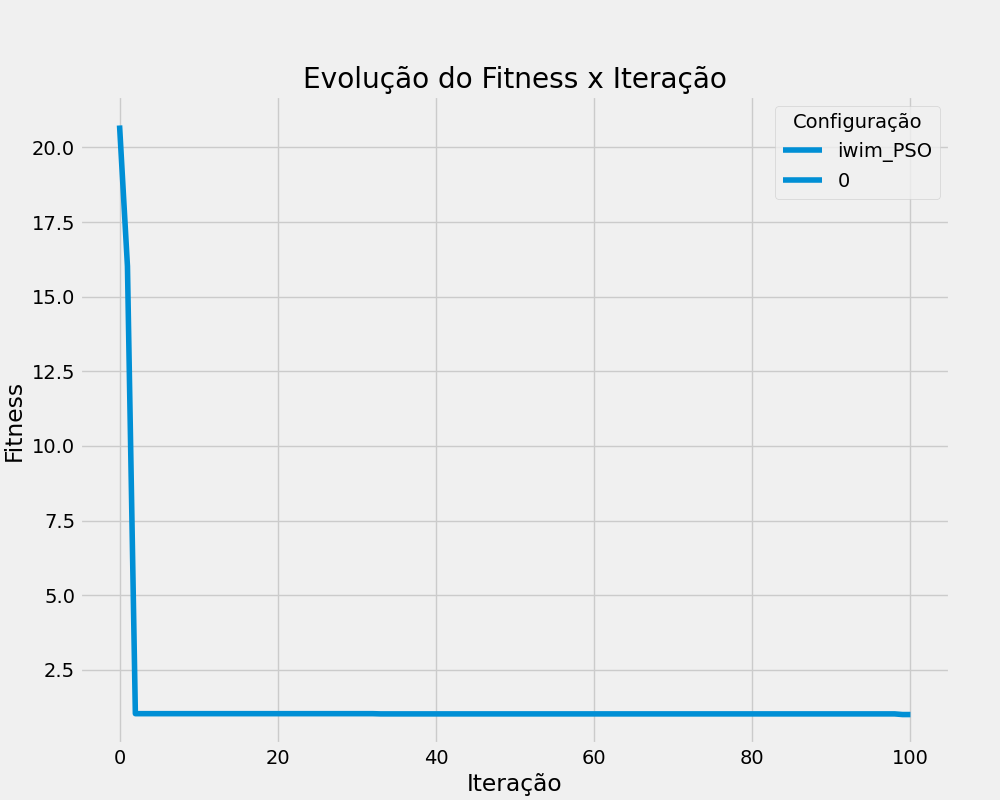 Evolução do Fitness x Iteração
Configuração
iwim_PSO
0
20.0
17.5
15.0
12.5
10.0
7.5
5.0
2.5
Fitness
0 20 40 60 80 100
Iteração